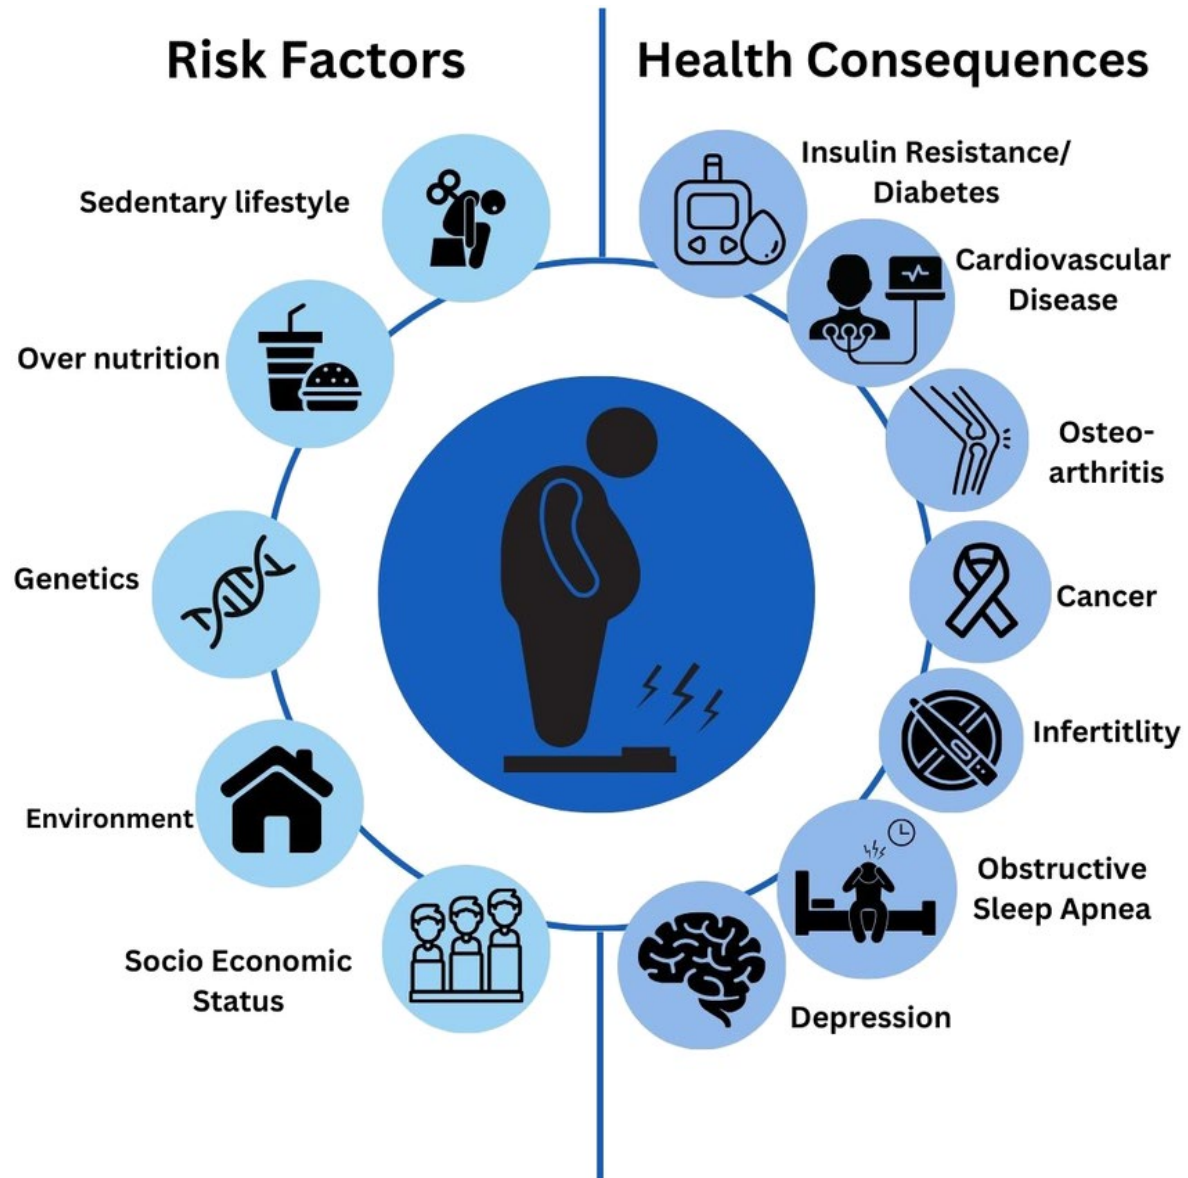 Risk Factors
Health Consequences
Sedentary lifestyle
Over nutrition
Genetics
Environment
Socio Economic
Status
Insulin Resistance/
Diabetes
Cardiovascular
Disease
Osteo-
arthritis
Cancer
Infertitlity
Obstructive
Sleep Apnea
Depression